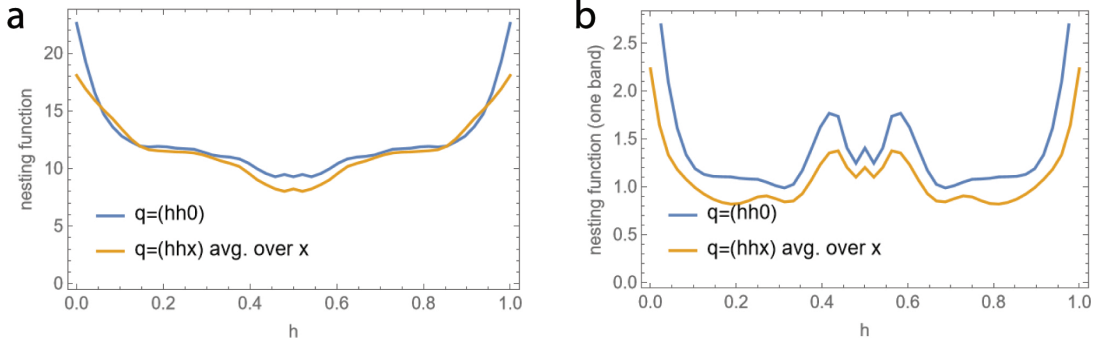 a
nesting function
20
15
10
5
0
q=(hh0)
q=(hhx) avg. over x
0.0 0.2 0.4 0.6 0.8 1.0
h
b
nesting function (one band)
2.5
2.0
1.5
1.0
0.5
0.0
q=(hh0)
q=(hhx) avg. over x
0.0 0.2 0.4 0.6 0.8 1.0
h